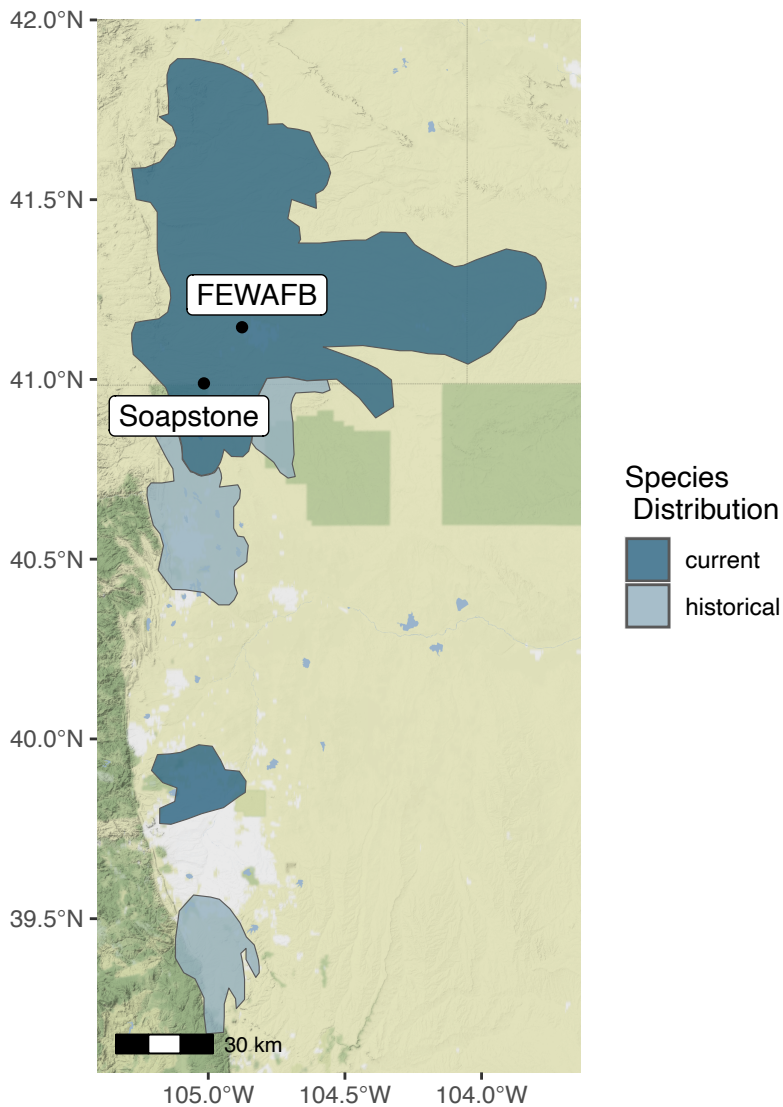 42.0°N
41.5°N
FEWAFB
41.0°N
Soapstone
Species
Distribution
current
historical
40.5°N
40.0°N
39.5°N
30 km
105.0°W 104.5°W 104.0°W